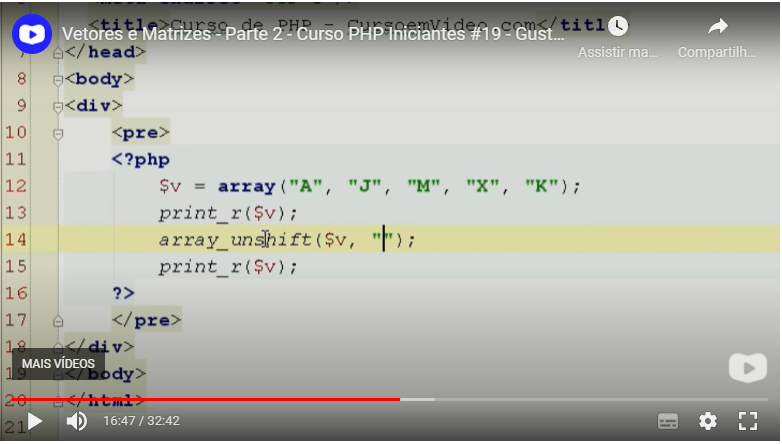 <title>Curso de PHP - CursoemVideo.com</titl
Vetores e Matrizes - Parte 2 - Curso PHP Iniciantes #19 - Gust...
Assistir ma... Compartilh...
7 </head>
8 <body>
9 <div>
10 <pre>
11 <?php
12 $v = array("A", "J", "M", "X", "K");
13 print_r($v);
14 array_unshift($v, "");
15 print_r($v);
16 ?>
17 </pre>
18 </div>
MAIS VÍDEOS
19 </body>
20 </html>
21
16:47 / 32:42